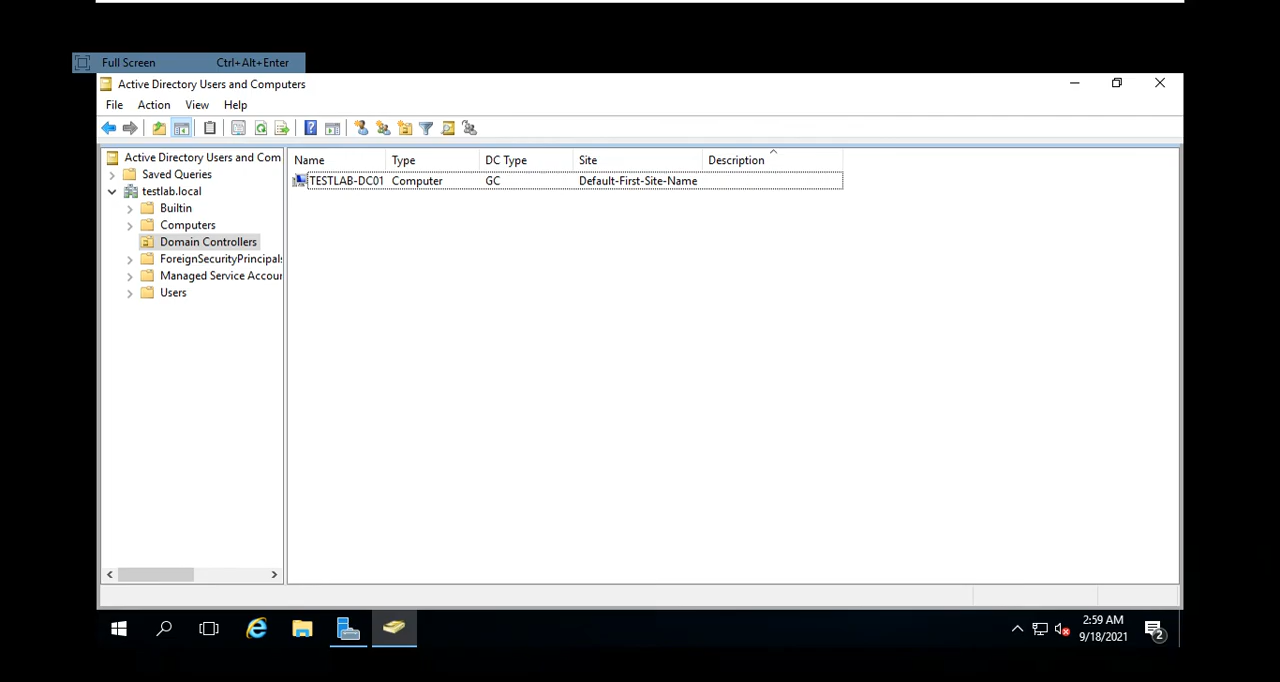 Full Screen Ctrl+Alt+Enter
Active Directory Users and Computers
File Action View Help
Active Directory Users and Com
Saved Queries
testlab.local
Builtin
Computers
Domain Controllers
ForeignSecurityPrincipals
Managed Service Accour
Users
Name Type DC Type Site Description
TESTLAB-DC01 Computer GC Default-First-Site-Name
2:59 AM
9/18/2021
2